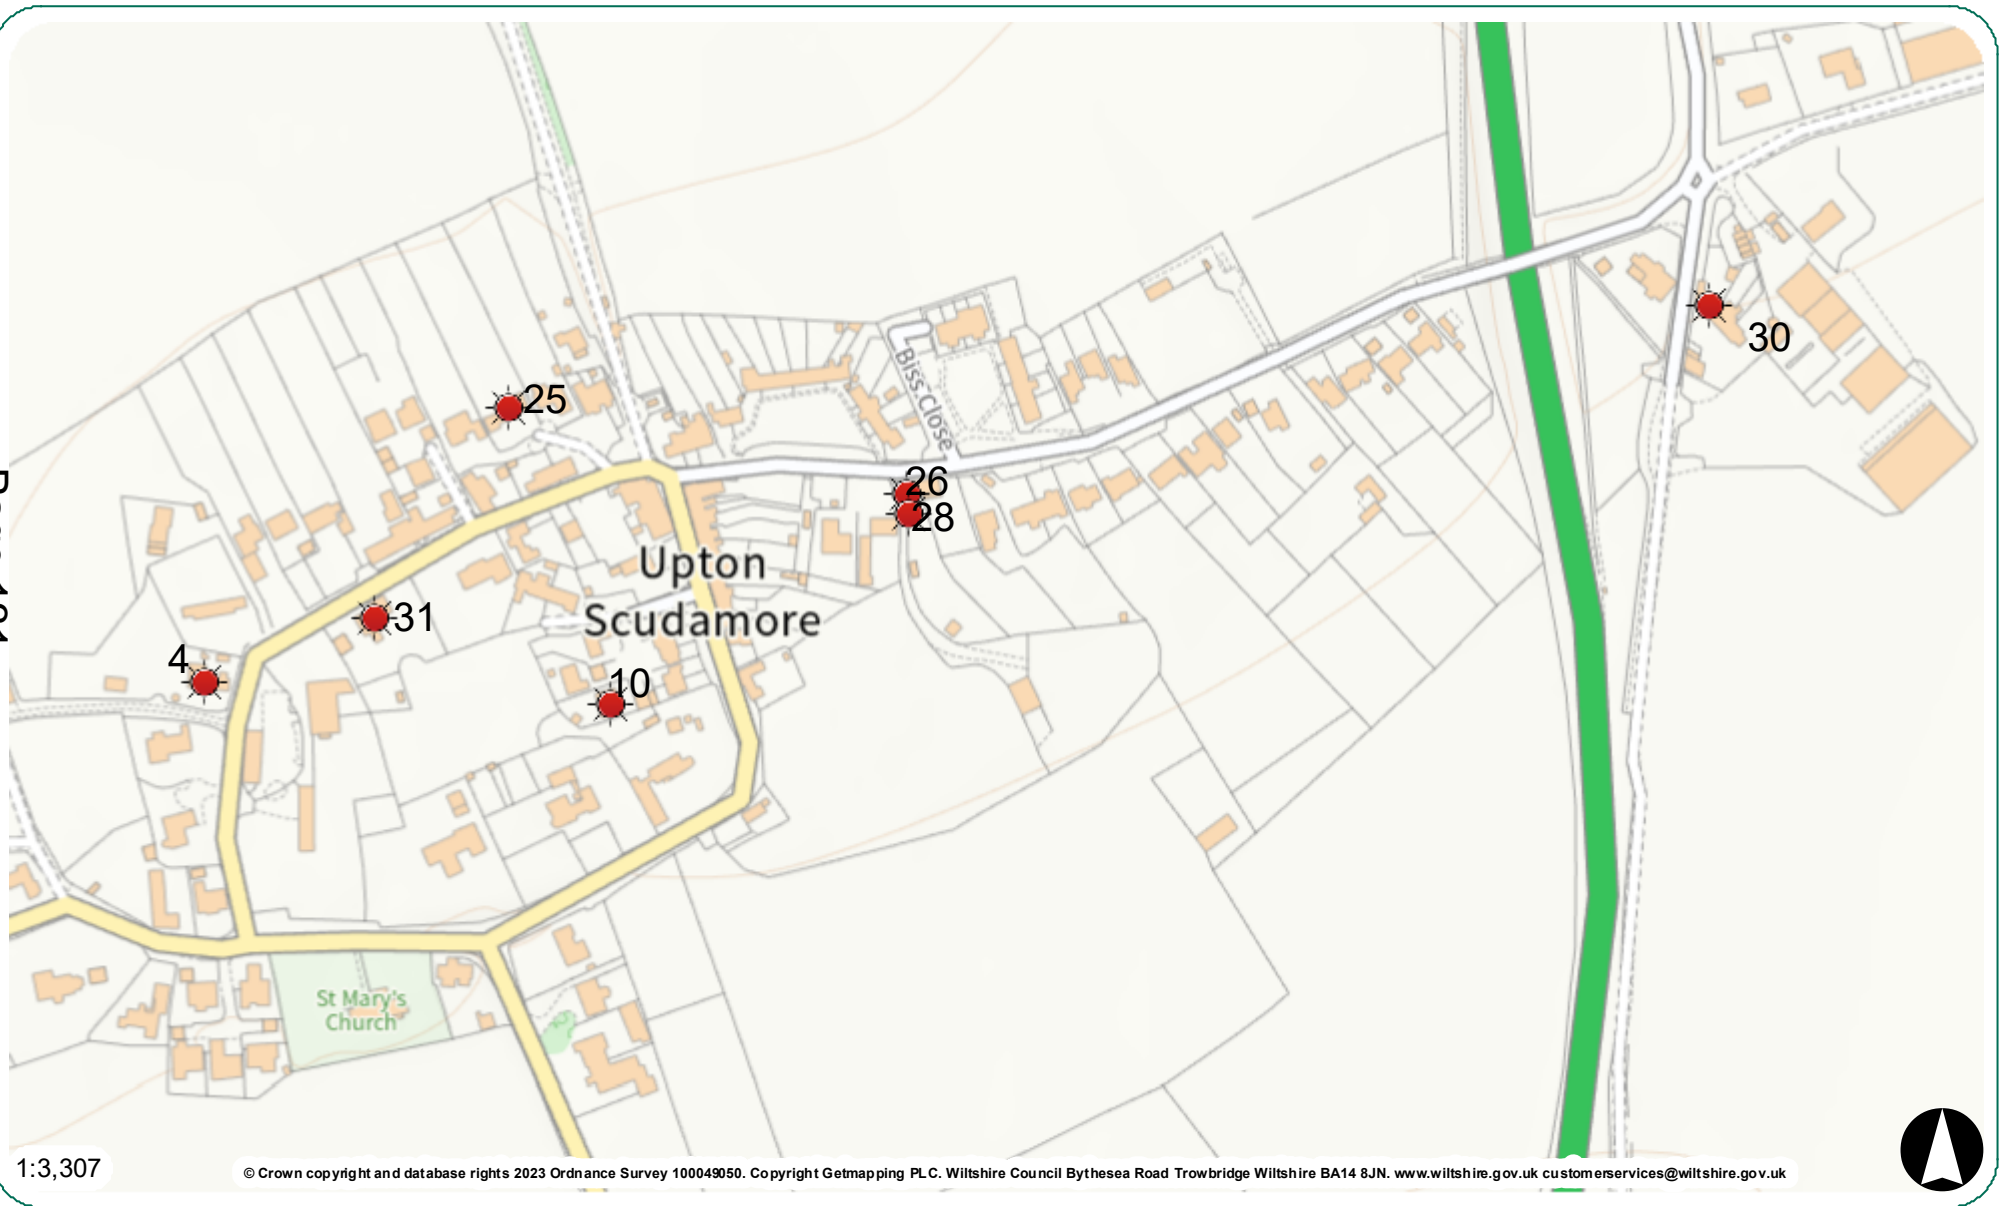 25
Biss Close
26
28
30
Upton
Scudamore
31
4
10
St Mary's
Church
1:3,307
© Crown copyright and database rights 2023 Ordnance Survey 100049050. Copyright Getmapping PLC. Wiltshire Council Bythesea Road Trowbridge Wiltshire BA14 8JN. www.wiltshire.gov.uk customerservices@wiltshire.gov.uk